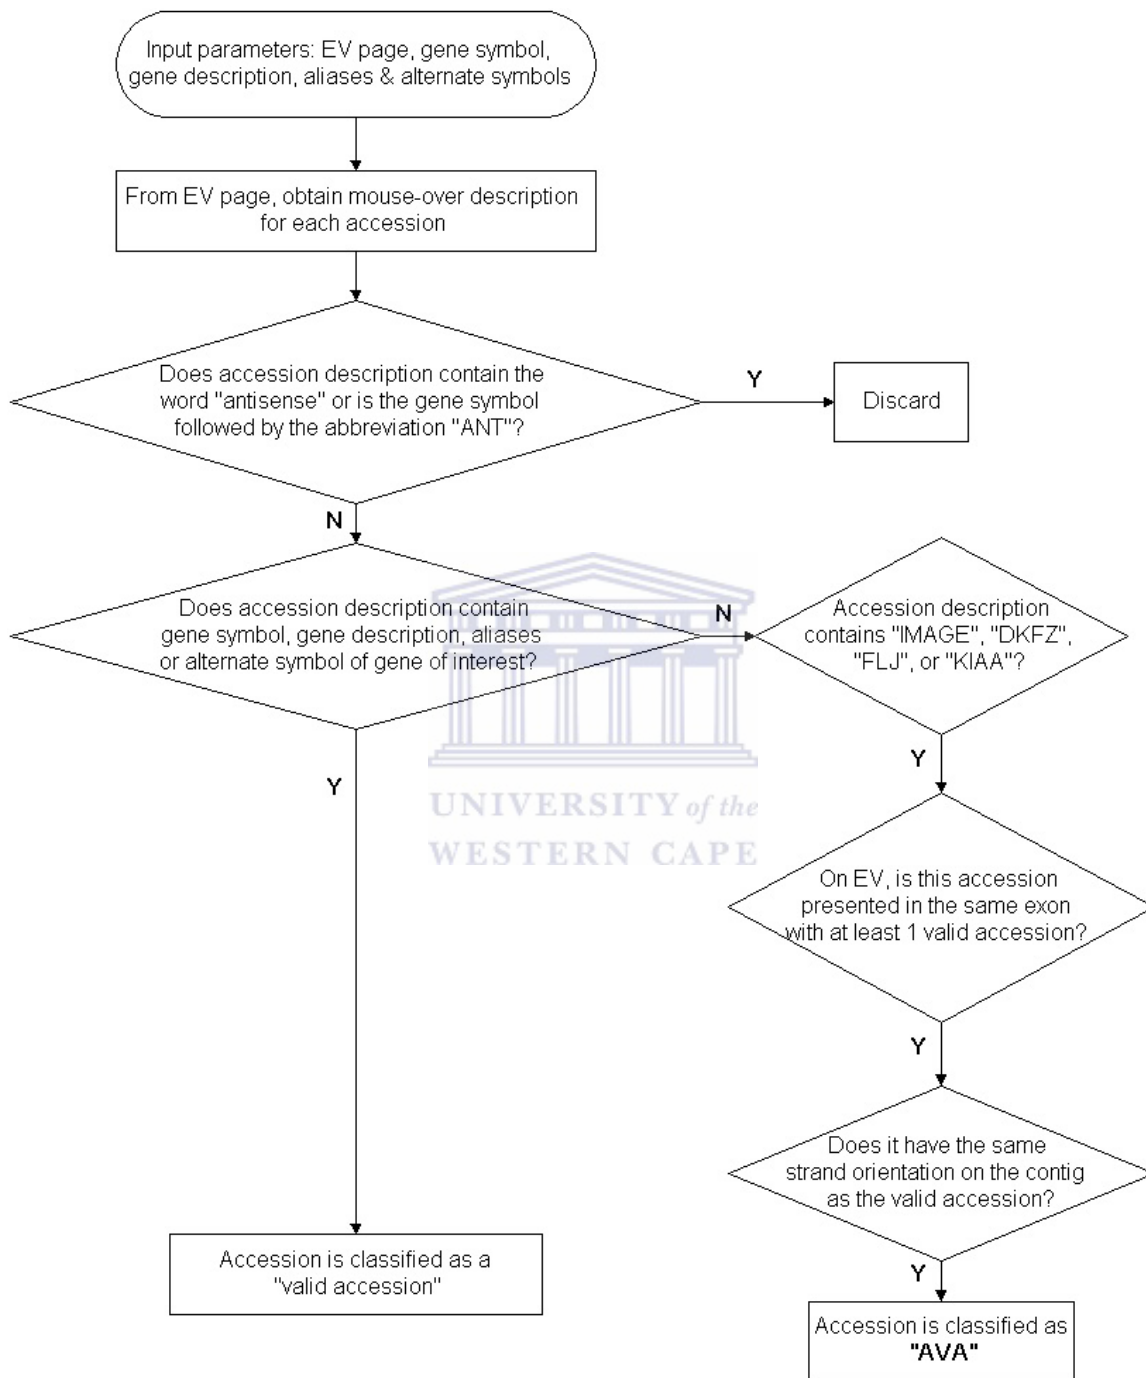 Input parameters: EV page, gene symbol,
gene description, aliases & alternate symbols
From EV page, obtain mouse-over description
for each accession
Does accession description contain the
word "antisense" or is the gene symbol
followed by the abbreviation "ANT"?
Y
Discard
N
Does accession description contain
gene symbol, gene description, aliases
or alternate symbol of gene of interest?
N
Accession description
contains "IMAGE", "DKFZ",
"FLJ", or "KIAA"?
Y
Y
UNIVERSITY of the
WESTERN CAPE
On EV, is this accession
presented in the same exon
with at least 1 valid accession?
Y
Does it have the same
strand orientation on the contig
as the valid accession?
Y
Accession is classified as a
"valid accession"
Accession is classified as
"AVA"